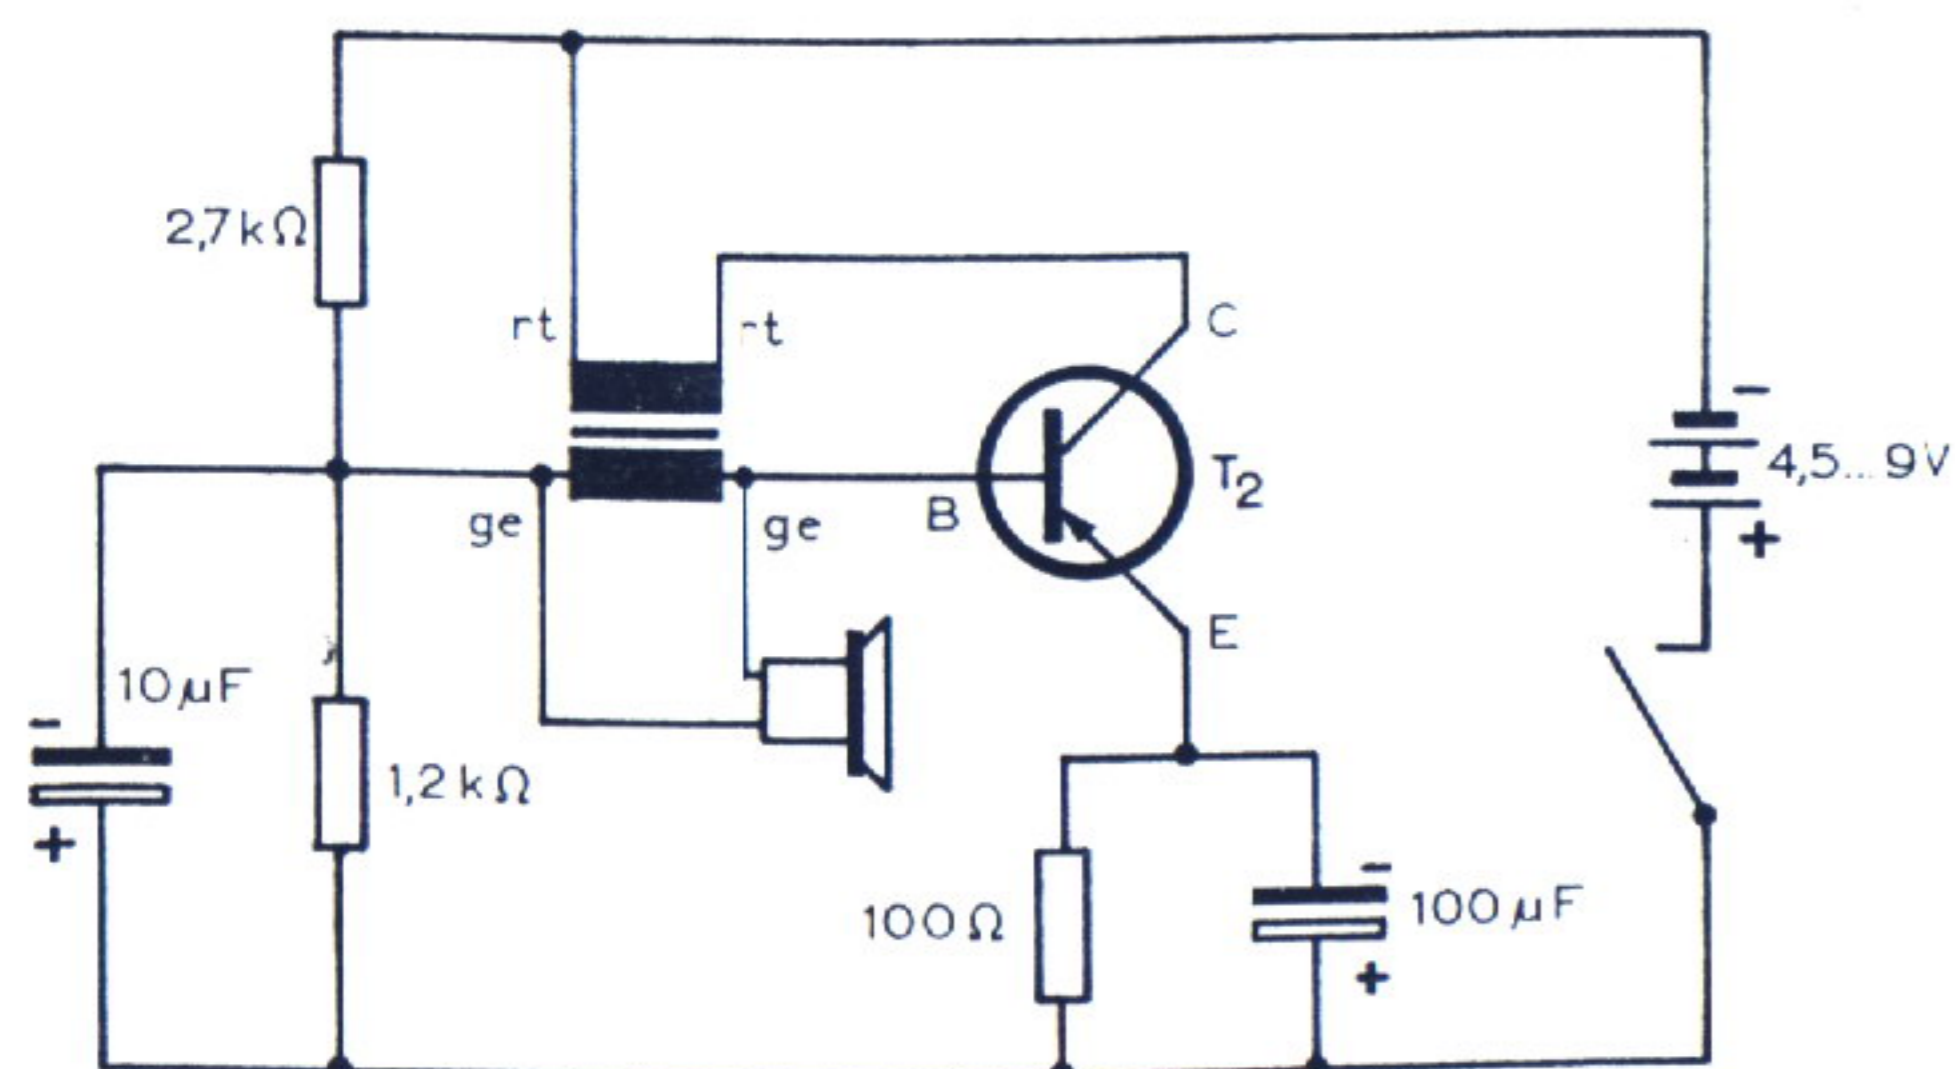 2,7kΩ
rt
rt
C
-
4,5...9V
T2
B
ge
ge
+
E
10µF
-
1,2kΩ
+
-
100Ω
100µF
+